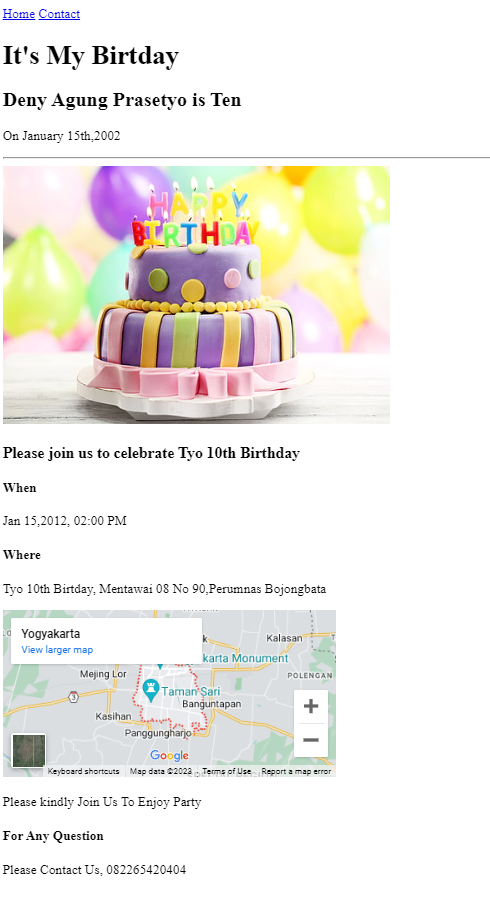 Home Contact
It's My Birtday
Deny Agung Prasetyo is Ten
On January 15th,2002
HAPPY
BIRTHDAY
Please join us to celebrate Tyo 10th Birthday
When
Jan 15,2012, 02:00 PM
Where
Tyo 10th Birtday, Mentawai 08 No 90,Perumnas Bojongbata
Yogyakarta
View larger map
Kalasan
karta Monument
POLENGAN
Mejing Lor
3
Taman Sari
Banguntapan
Kasihan
Panggungharjo
+
−
Google
Keyboard shortcuts Map data ©2023 Terms of Use Report a map error
Please kindly Join Us To Enjoy Party
For Any Question
Please Contact Us, 082265420404